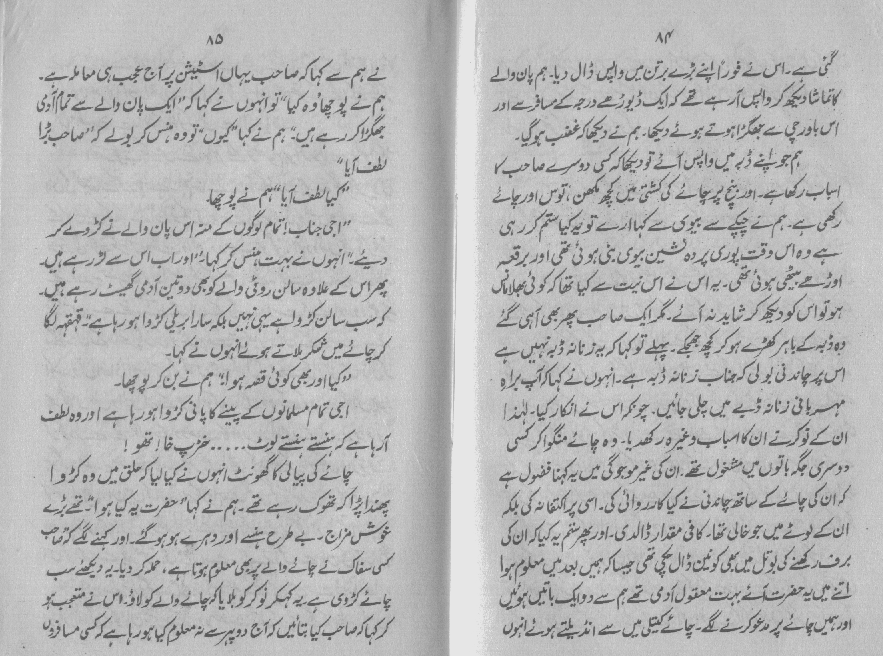 ۸۴
گئی ہے۔ اس نے فوراً اپنے بڑے برتن میں واپس ڈال دیا۔ ہم پان والے
کا تماشا دیکھ کر واپس آ رہے تھے کہ ایک ڈیوڑھے درجہ کے مسافر سے اور
اس باورچی سے جھگڑا ہوتے ہوئے دیکھا۔ ہم نے دیکھا کہ غضب ہو گیا۔
ہم جو اپنے ڈبہ میں واپس آئے تو دیکھا کہ کسی دوسرے صاحب کا
اسباب رکھا ہے۔ اور بنچ پر چائے کی کشتی میں کچھ مکھن، توس اور چائے
رکھی ہے۔ ہم نے چپکے سے بیوی سے کہا ارے تو یہ کیا ستم کر رہی
ہے وہ اس وقت پوری پردہ نشین بیوی بنی ہوئی تھی اور برقعہ
اوڑھے بیٹھی ہوئی تھی۔ یہ اس نے اس نیت سے کیا تھا کہ کوئی بھلا مانس
ہو تو اس کو دیکھ کر شاید نہ آئے۔ مگر ایک صاحب پھر بھی آ ہی گئے
وہ ڈبہ کے باہر کھڑے ہو کر کچھ جھجکے۔ پہلے تو کہا کہ یہ زنانہ ڈبہ نہیں ہے
اس پر چاندنی بولی کہ جناب زنانہ ڈبہ ہے۔ انہوں نے کہا کہ آپ براہ
مہربانی زنانہ ڈبے میں چلی جائیں۔ چونکہ اس نے انکار کیا۔ لہٰذا
ان کے نوکر نے ان کا اسباب وغیرہ رکھ دیا۔ وہ چائے منگوا کر کسی
دوسری جگہ باتوں میں مشغول تھے۔ ان کی غیر موجوگی میں یہ کہنا فضول ہے
کہ ان کی چائے کے ساتھ چاندنی نے کیا کارروائی کی۔ اسی پر اکتفا نہ کی بلکہ
ان کے لوٹے میں جو خالی تھا۔ کافی مقدار ڈالدی۔ اور پھر ستم یہ کیا کہ ان کی
برف رکھنے کی بوتل میں بھی کونین ڈال چکی تھی جیسا کہ ہمیں بعد میں معلوم ہوا
اتنے میں یہ حضرت آئے بہت معقول آدمی تھے ہم سے دو ایک باتیں ہوئیں
اور ہمیں چائے پر مدعو کرنے لگے۔ چائے کیتلی میں سے انڈیلتے ہوئے انہوں
۸۵
نے ہم سے کہا کہ صاحب یہاں اسٹیشن پر آج عجب ہی معاملہ ہے۔
ہم نے پوچھا "وہ کیا" تو انہوں نے کہا کہ "ایک پان والے سے تمام آدمی
جھگڑا کر رہے ہیں"۔ ہم نے کہا "کیوں" تو وہ ہنس کر بولے کہ "صاحب بڑا
لطف آیا"
"کیا لطف آیا" ہم نے پوچھا۔
"اجی جناب! تمام لوگوں کے منہ اس پان والے نے کڑوے کر
دیئے۔" انہوں نے بہت ہنس کر کہا۔ "اور اب اس سے لڑ رہے ہیں۔
پھر اس کے علاوہ سالن روٹی والے کو بھی دو تین آدمی گھیٹ رہے ہیں۔
کہ سب سالن کڑوا ہے یہی نہیں بلکہ سارا بریلی کڑوا ہو رہا ہے"۔ قہقہہ لگا
کر چائے میں شکر ملاتے ہوئے انہوں نے کہا۔
"کیا اور بھی کوئی قصہ ہوا"۔ ہم نے بن کر پوچھا۔
اجی تمام مسلمانوں کے پینے کا پانی کڑوا ہو رہا ہے اور وہ لطف
آ رہا ہے کہ ہنستے ہنستے لوٹ ..... خڑپ خا! تھو!
چائے کی پیالی کا گھونٹ انہوں نے کیا لیا کہ حلق میں وہ کڑوا
پھندا پڑا کہ تھوک رہے تھے۔ ہم نے کہا "حضرت یہ کیا ہوا"۔ تھے بڑے
خوش مزاج۔ بے طرح ہنسے اور دوہرے ہو ہو گئے۔ اور کہنے لگے کہ "صاحب
کسی سفاک نے چائے والے پر بھی معلوم ہوتا ہے، حملہ کر دیا۔ یہ دیکھئے سب
چائے کڑوی ہے۔ یہ کہکر نوکر کو بلایا کہ چائے والے کو لاؤ۔ اس نے متعجب ہو
کر کہا کہ صاحب کیا بتائیں کہ آج دوپہر سے نہ معلوم کیا ہو رہا ہے کہ کسی مسافروں